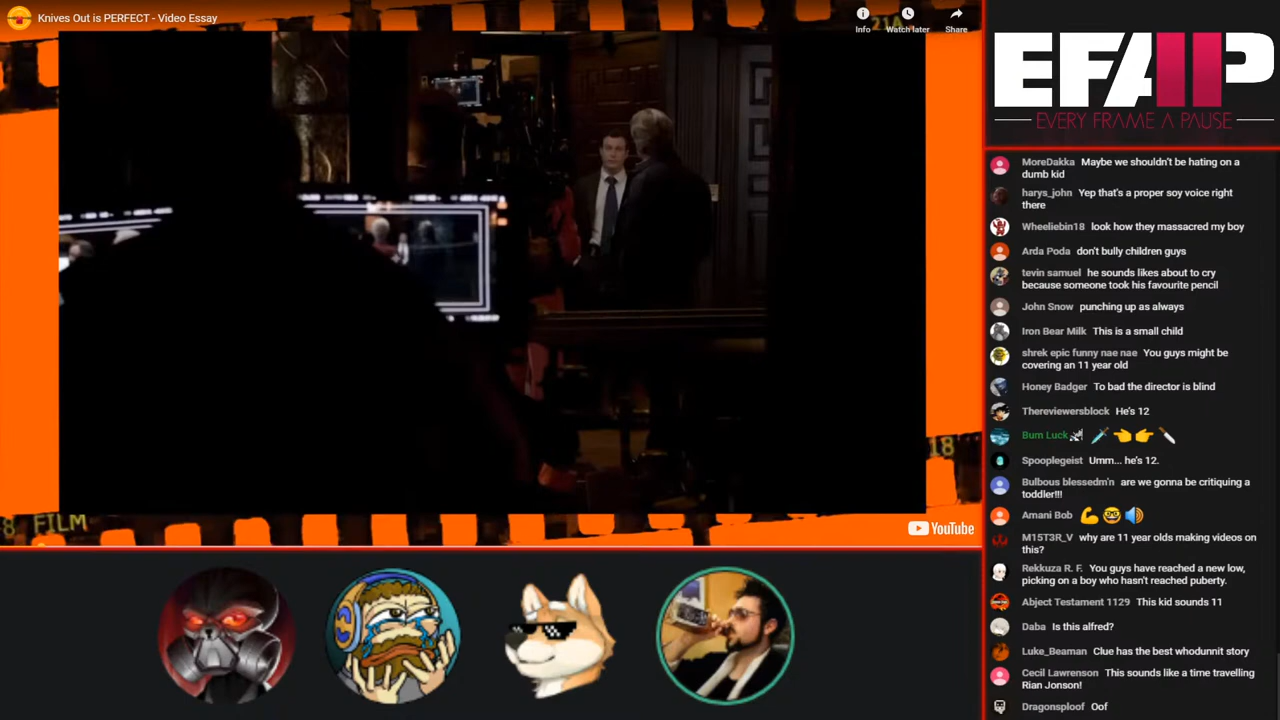 Knives Out is PERFECT - Video Essay
Info
Watch later
Share
21A
18
8 FILM
YouTube
EFAP
EVERY FRAME A PAUSE
MoreDakka Maybe we shouldn't be hating on a
dumb kid
harys_john Yep that's a proper soy voice right
there
Wheeliebin18 look how they massacred my boy
Arda Poda don't bully children guys
tevin samuel he sounds likes about to cry
because someone took his favourite pencil
John Snow punching up as always
Iron Bear Milk This is a small child
shrek epic funny nae nae You guys might be
covering an 11 year old
Honey Badger To bad the director is blind
Thereviewersblock He's 12
Bum Luck 🗡️ 👈 👉 🔪
Spooplegeist Umm... he's 12.
Bulbous blessedm'n are we gonna be critiquing a
toddler!!!
Amani Bob 💪 🤓 🔊
M15T3R_V why are 11 year olds making videos on
this?
Rekkuza R. F. You guys have reached a new low,
picking on a boy who hasn't reached puberty.
Abject Testament 1129 This kid sounds 11
Daba Is this alfred?
Luke_Beaman Clue has the best whodunnit story
Cecil Lawrenson This sounds like a time travelling
Rian Jonson!
Dragonsploof Oof